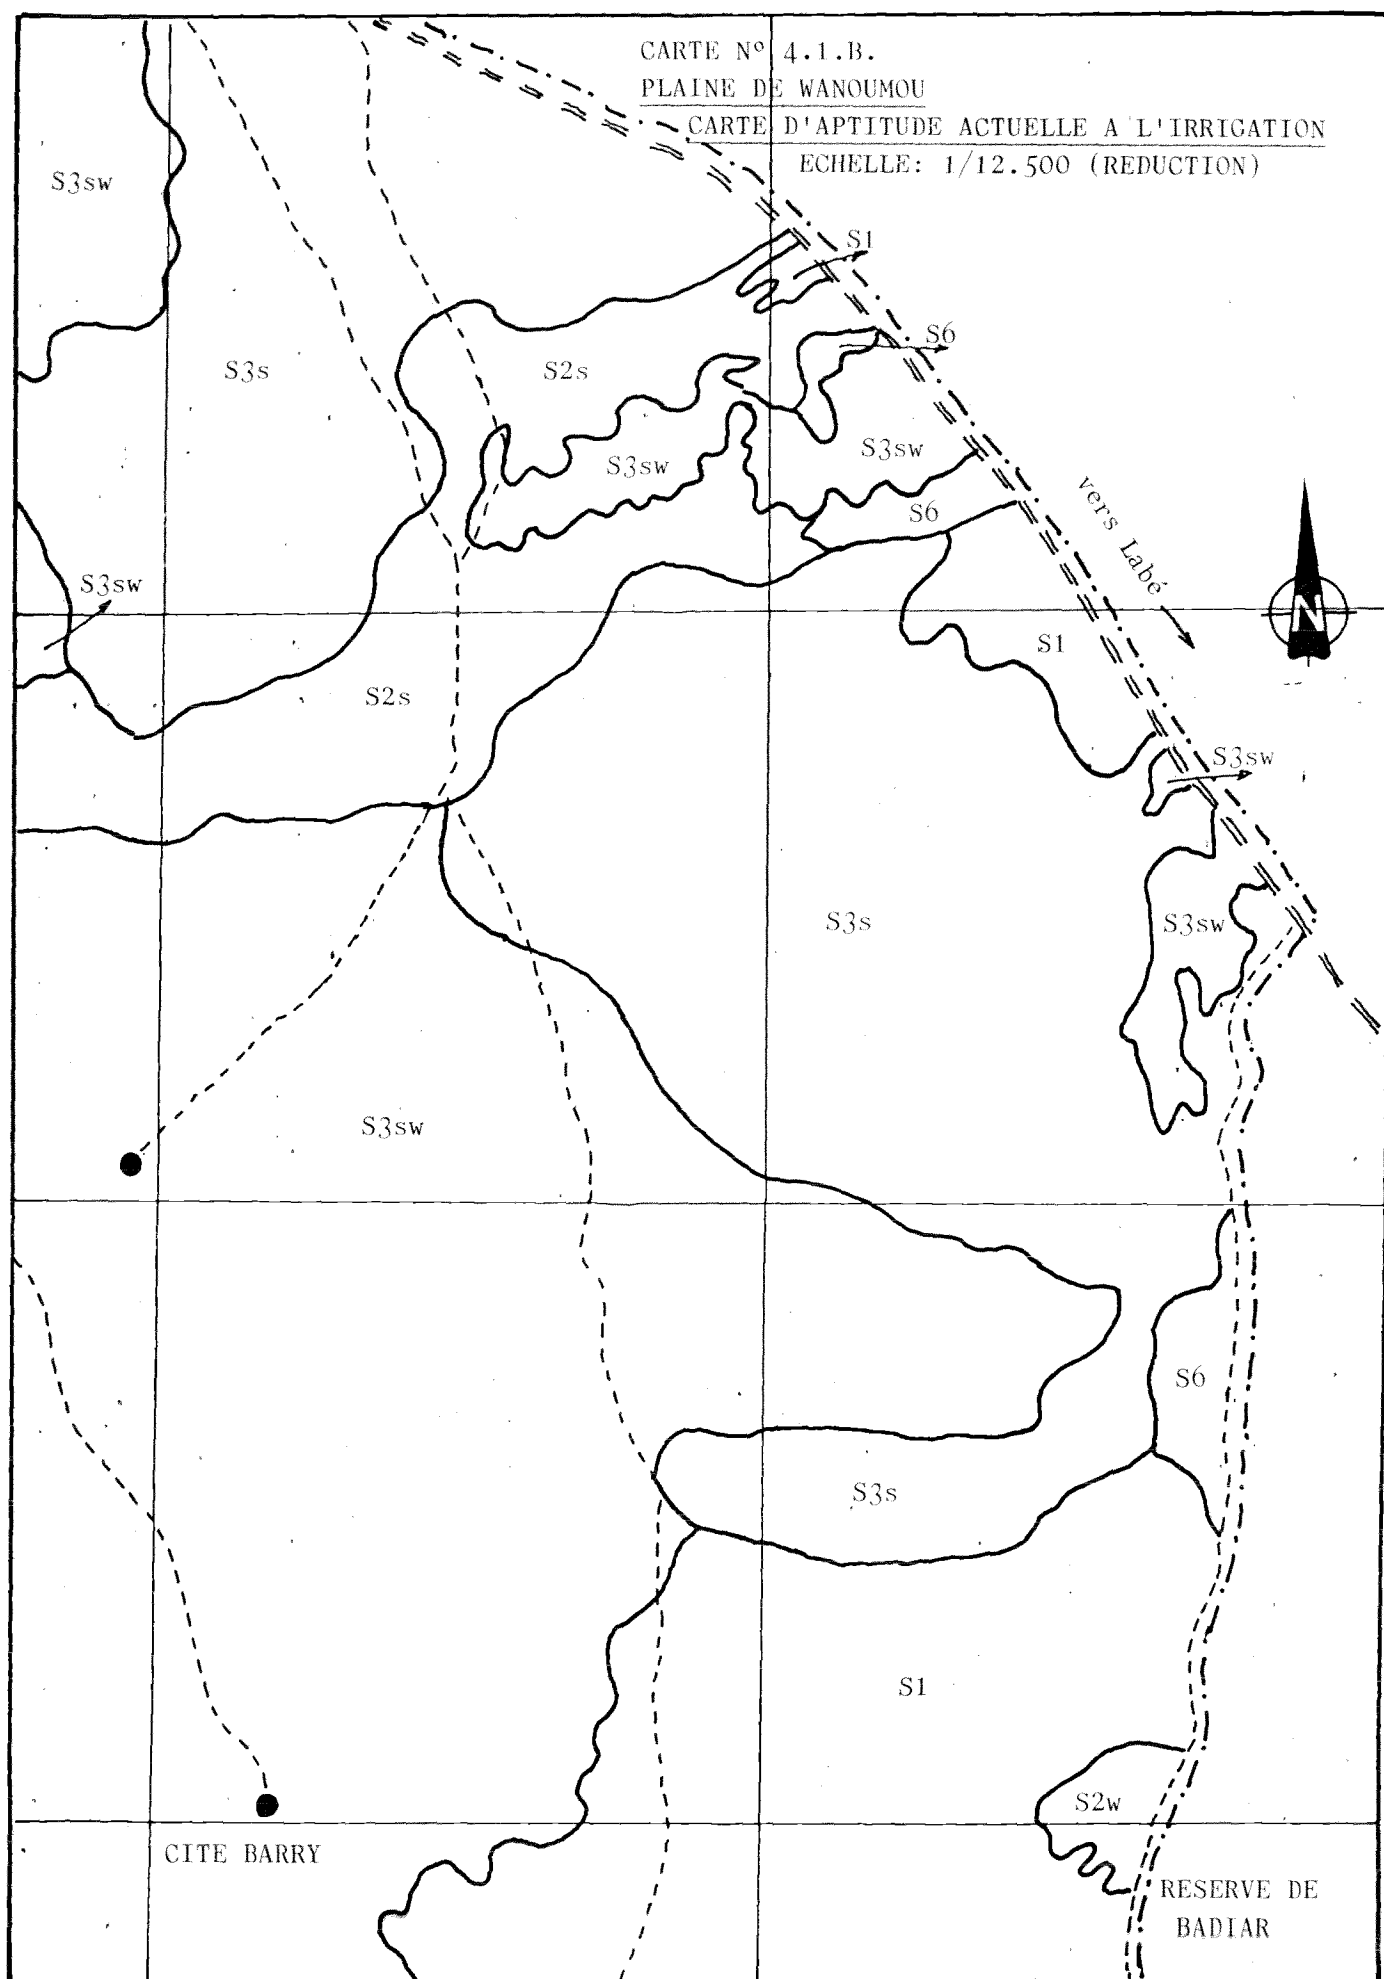 CARTE Nº 4.1.B.
PLAINE DE WANOUMOU
CARTE D'APTITUDE ACTUELLE A L'IRRIGATION
ECHELLE: 1/12.500 (REDUCTION)
S3sw
S1
S6
S3s
S2s
S3sw
S3sw
S6
vers Labé
S3sw
N
S1
S2s
S3sw
S3s
S3sw
S3sw
S6
S3s
S1
S2w
CITE BARRY
RESERVE DE
BADIAR